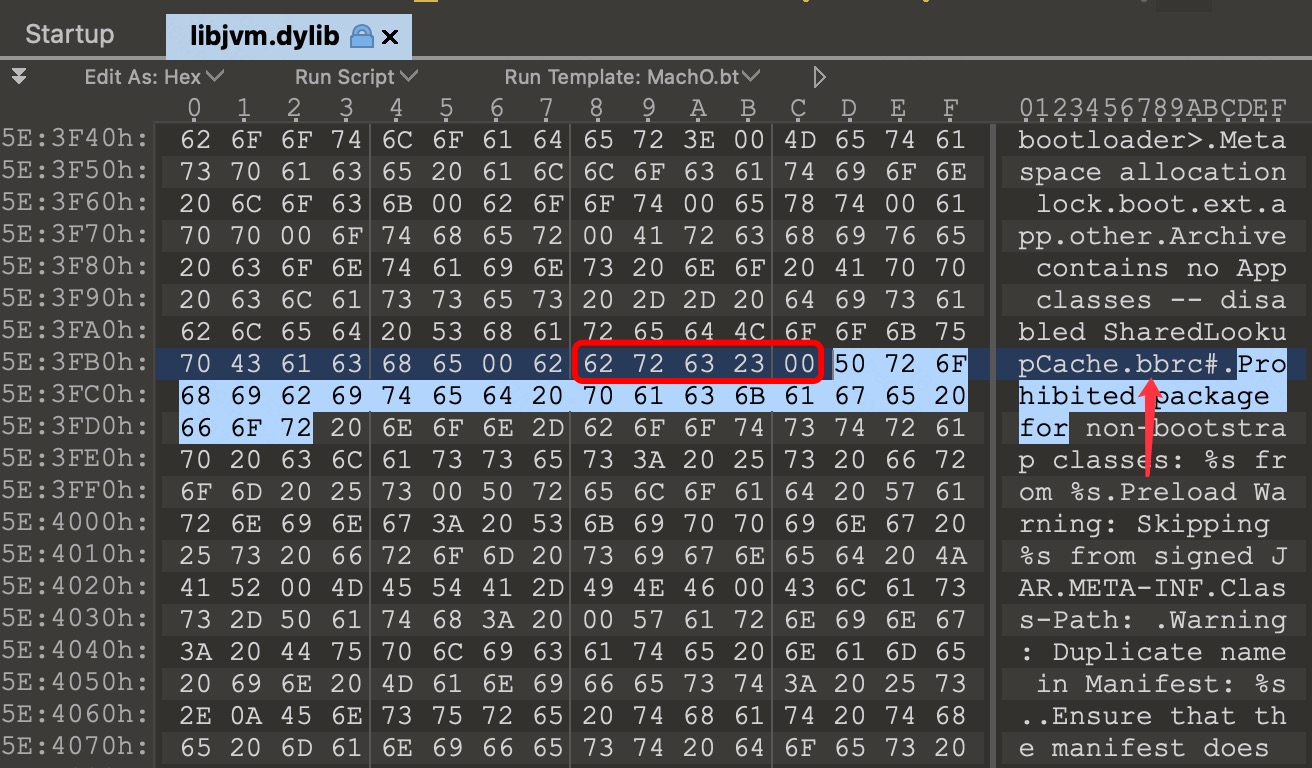 Startup
libjvm.dylib
Edit As: Hex Run Script Run Template: MachO.bt
0 1 2 3 4 5 6 7 8 9 A B C D E F 0123456789ABCDEF
5E:3F40h: 62 6F 6F 74 6C 6F 61 64 65 72 3E 00 4D 65 74 61 bootloader>.Meta
5E:3F50h: 73 70 61 63 65 20 61 6C 6C 6F 63 61 74 69 6F 6E space allocation
5E:3F60h: 20 6C 6F 63 6B 00 62 6F 6F 74 00 65 78 74 00 61 lock.boot.ext.a
5E:3F70h: 70 70 00 6F 74 68 65 72 00 41 72 63 68 69 76 65 pp.other.Archive
5E:3F80h: 20 63 6F 6E 74 61 69 6E 73 20 6E 6F 20 41 70 70 contains no App
5E:3F90h: 20 63 6C 61 73 73 65 73 20 2D 2D 20 64 69 73 61 classes -- disa
5E:3FA0h: 62 6C 65 64 20 53 68 61 72 65 64 4C 6F 6F 6B 75 bled SharedLooku
5E:3FB0h: 70 43 61 63 68 65 00 62 62 72 63 23 00 50 72 6F pCache.bbrc#.Pro
5E:3FC0h: 68 69 62 69 74 65 64 20 70 61 63 6B 61 67 65 20 hibited package
5E:3FD0h: 66 6F 72 20 6E 6F 6E 2D 62 6F 6F 74 73 74 72 61 for non-bootstra
5E:3FE0h: 70 20 63 6C 61 73 73 65 73 3A 20 25 73 20 66 72 p classes: %s fr
5E:3FF0h: 6F 6D 20 25 73 00 50 72 65 6C 6F 61 64 20 57 61 om %s.Preload Wa
5E:4000h: 72 6E 69 6E 67 3A 20 53 6B 69 70 70 69 6E 67 20 rning: Skipping
5E:4010h: 25 73 20 66 72 6F 6D 20 73 69 67 6E 65 64 20 4A %s from signed J
5E:4020h: 41 52 00 4D 45 54 41 2D 49 4E 46 00 43 6C 61 73 AR.META-INF.Clas
5E:4030h: 73 2D 50 61 74 68 3A 20 00 57 61 72 6E 69 6E 67 s-Path: .Warning
5E:4040h: 3A 20 44 75 70 6C 69 63 61 74 65 20 6E 61 6D 65 : Duplicate name
5E:4050h: 20 69 6E 20 4D 61 6E 69 66 65 73 74 3A 20 25 73 in Manifest: %s
5E:4060h: 2E 0A 45 6E 73 75 72 65 20 74 68 61 74 20 74 68 ..Ensure that th
5E:4070h: 65 20 6D 61 6E 69 66 65 73 74 20 64 6F 65 73 20 e manifest does